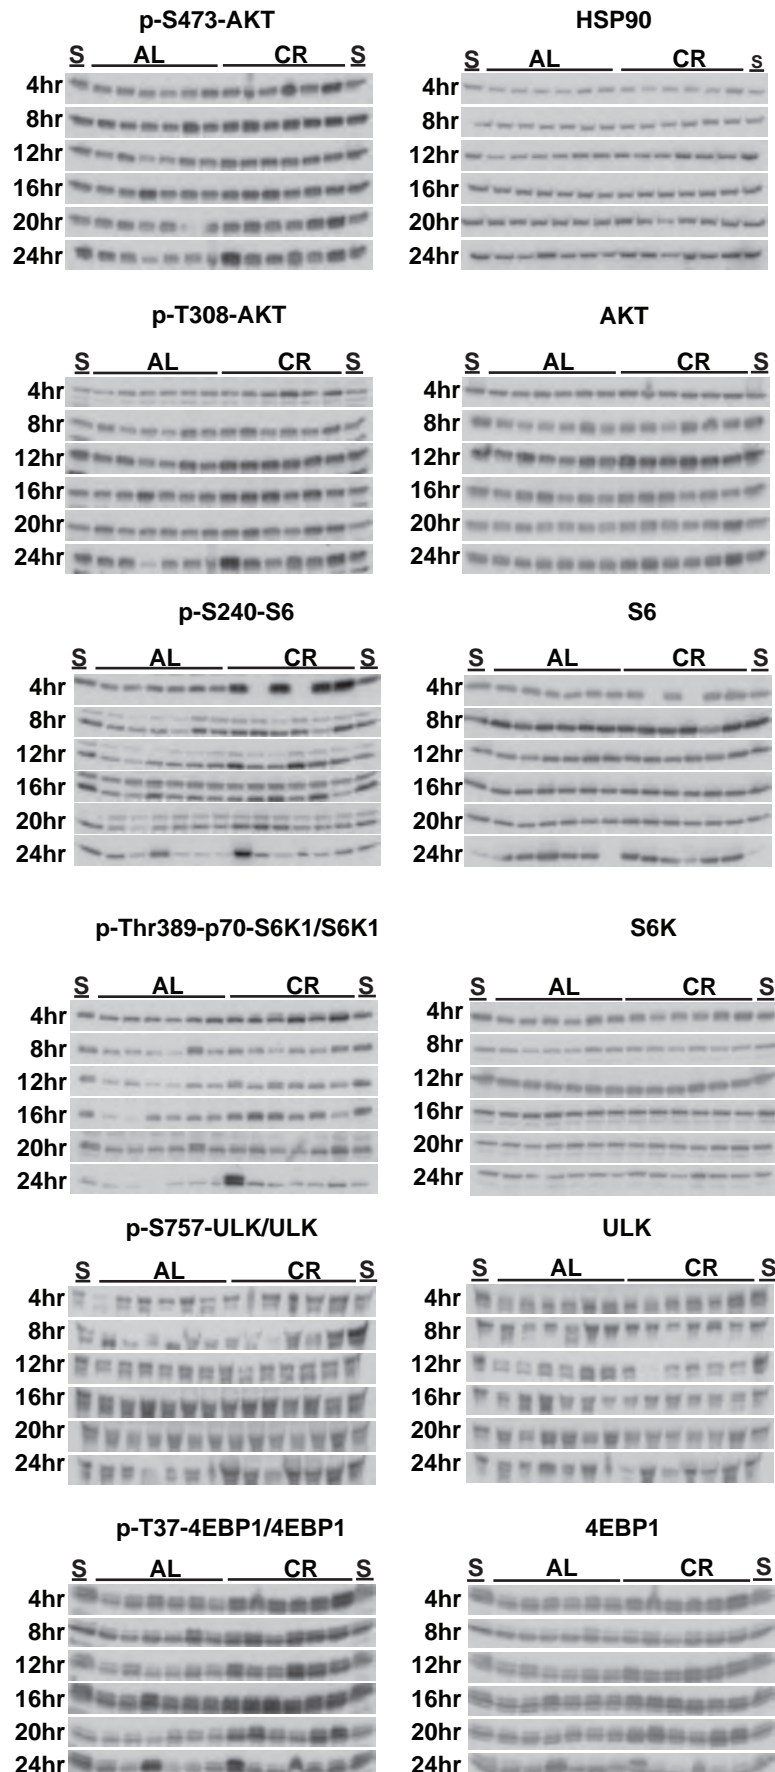 p-S473-AKT HSP90
S AL CR S S AL CR S
4hr 4hr
8hr 8hr
12hr 12hr
16hr 16hr
20hr 20hr
24hr 24hr
p-T308-AKT AKT
S AL CR S S AL CR S
4hr 4hr
8hr 8hr
12hr 12hr
16hr 16hr
20hr 20hr
24hr 24hr
p-S240-S6 S6
S AL CR S S AL CR S
4hr 4hr
8hr 8hr
12hr 12hr
16hr 16hr
20hr 20hr
24hr 24hr
p-Thr389-p70-S6K1/S6K1 S6K
S AL CR S S AL CR S
4hr 4hr
8hr 8hr
12hr 12hr
16hr 16hr
20hr 20hr
24hr 24hr
p-S757-ULK/ULK ULK
S AL CR S S AL CR S
4hr 4hr
8hr 8hr
12hr 12hr
16hr 16hr
20hr 20hr
24hr 24hr
p-T37-4EBP1/4EBP1 4EBP1
S AL CR S S AL CR S
4hr 4hr
8hr 8hr
12hr 12hr
16hr 16hr
20hr 20hr
24hr 24hr